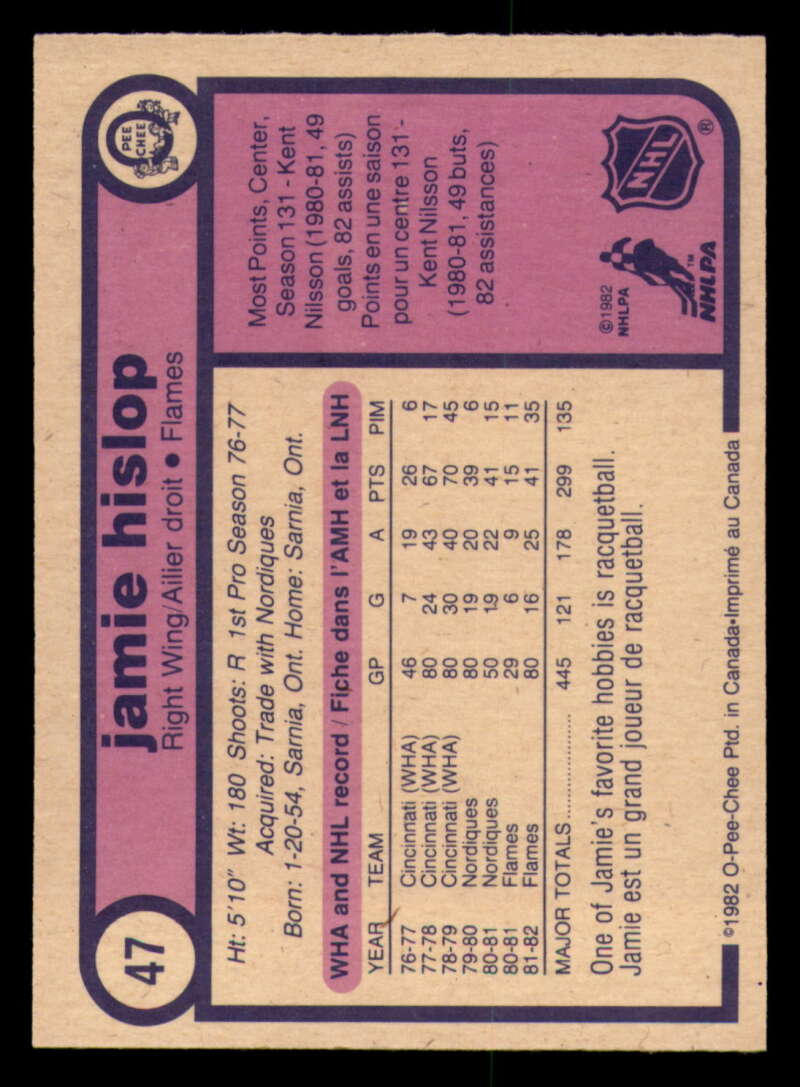 47
jamie hislop
Right Wing/Ailier droit • Flames
O
PEE
CHEE
Ht: 5'10" Wt: 180 Shoots: R 1st Pro Season 76-77
Acquired: Trade with Nordiques
Born: 1-20-54, Sarnia, Ont. Home: Sarnia, Ont.
WHA and NHL record / Fiche dans l'AMH et la LNH
YEAR TEAM GP G A PTS PIM
76-77 Cincinnati (WHA) 46 7 19 26 6
77-78 Cincinnati (WHA) 80 24 43 67 17
78-79 Cincinnati (WHA) 80 30 40 70 45
79-80 Nordiques 80 19 20 39 6
80-81 Nordiques 50 19 22 41 15
80-81 Flames 29 6 9 15 11
81-82 Flames 80 16 25 41 35
MAJOR TOTALS.................. 445 121 178 299 135
One of Jamie's favorite hobbies is racquetball.
Jamie est un grand joueur de racquetball.
Most Points, Center,
Season 131 - Kent
Nilsson (1980-81, 49
goals, 82 assists)
Points en une saison
pour un centre 131 -
Kent Nilsson
(1980-81, 49 buts,
82 assistances)
©1982
NHLPA
NHLPA™
NHL®
©1982 O-Pee-Chee Ptd. in Canada•Imprimé au Canada